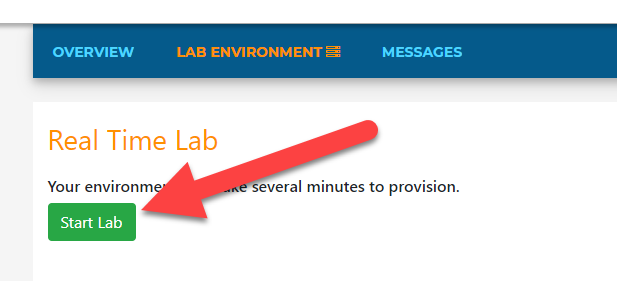 OVERVIEW LAB ENVIRONMENT MESSAGES
Real Time Lab
Your environment several minutes to provision.
Start Lab